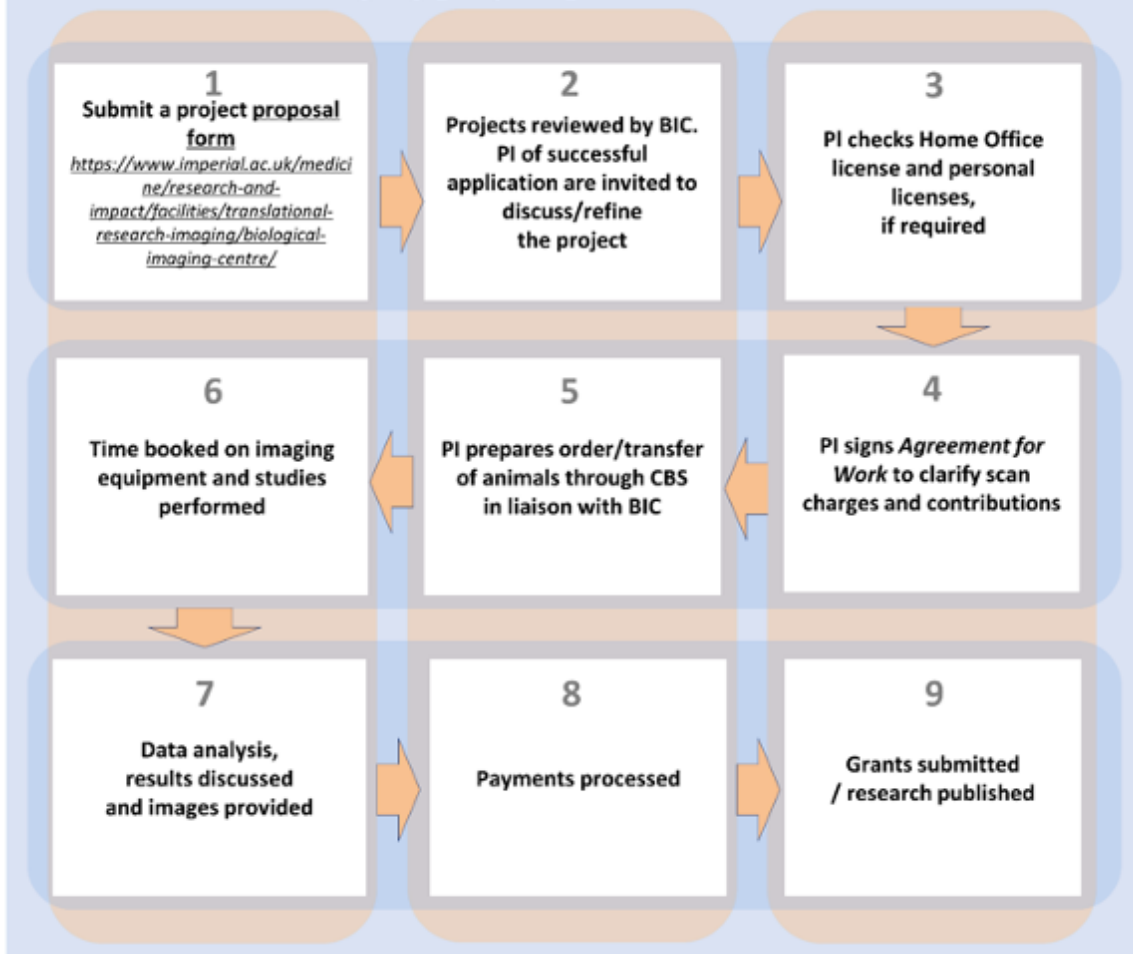 1
Submit a project proposal
form
https://www.imperial.ac.uk/medici
ne/research-and-
impact/facilities/translational-
research-imaging/biological-
imaging-centre/
2
Projects reviewed by BIC.
PI of successful
application are invited to
discuss/refine
the project
3
PI checks Home Office
license and personal
licenses,
if required
4
PI signs Agreement for
Work to clarify scan
charges and contributions
5
PI prepares order/transfer
of animals through CBS
in liaison with BIC
6
Time booked on imaging
equipment and studies
performed
7
Data analysis,
results discussed
and images provided
8
Payments processed
9
Grants submitted
/ research published